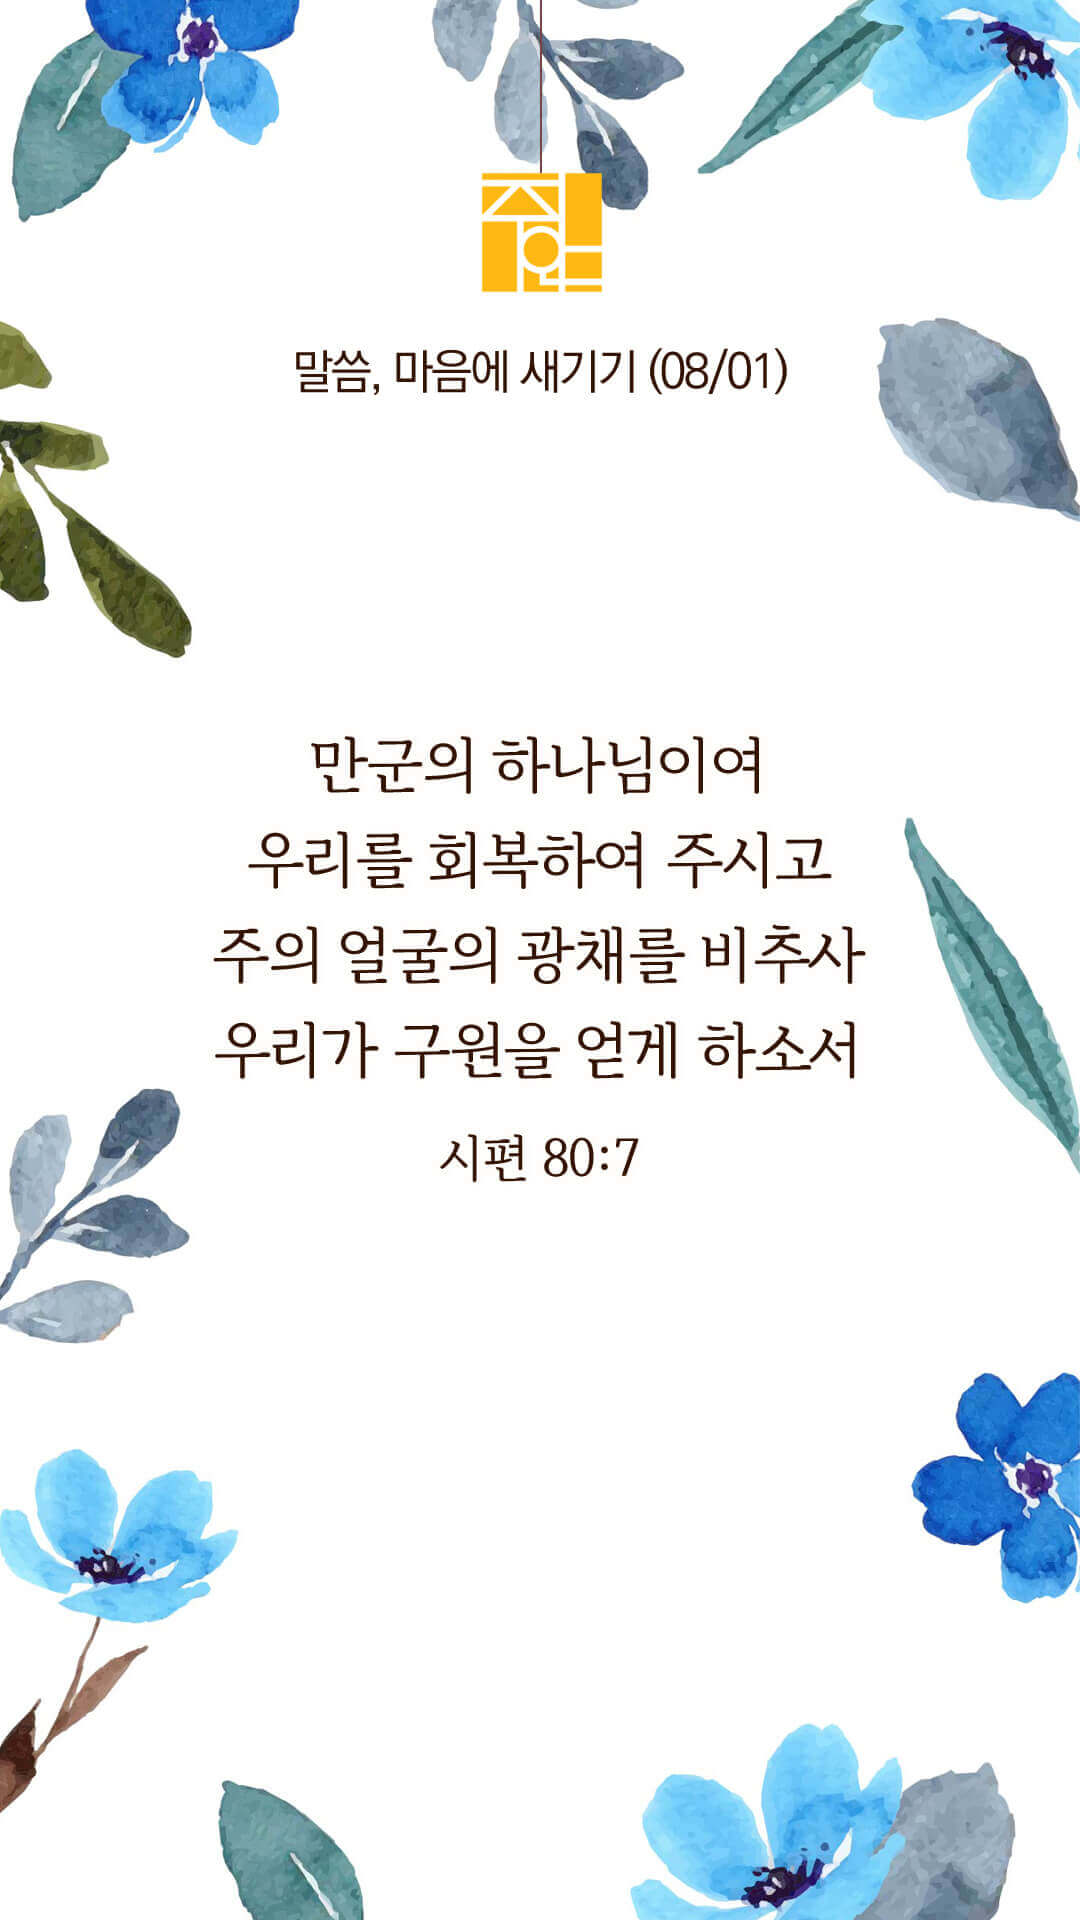 주인
말씀, 마음에 새기기 (08/01)
만군의 하나님이여
우리를 회복하여 주시고
주의 얼굴의 광채를 비추사
우리가 구원을 얻게 하소서
시편 80:7